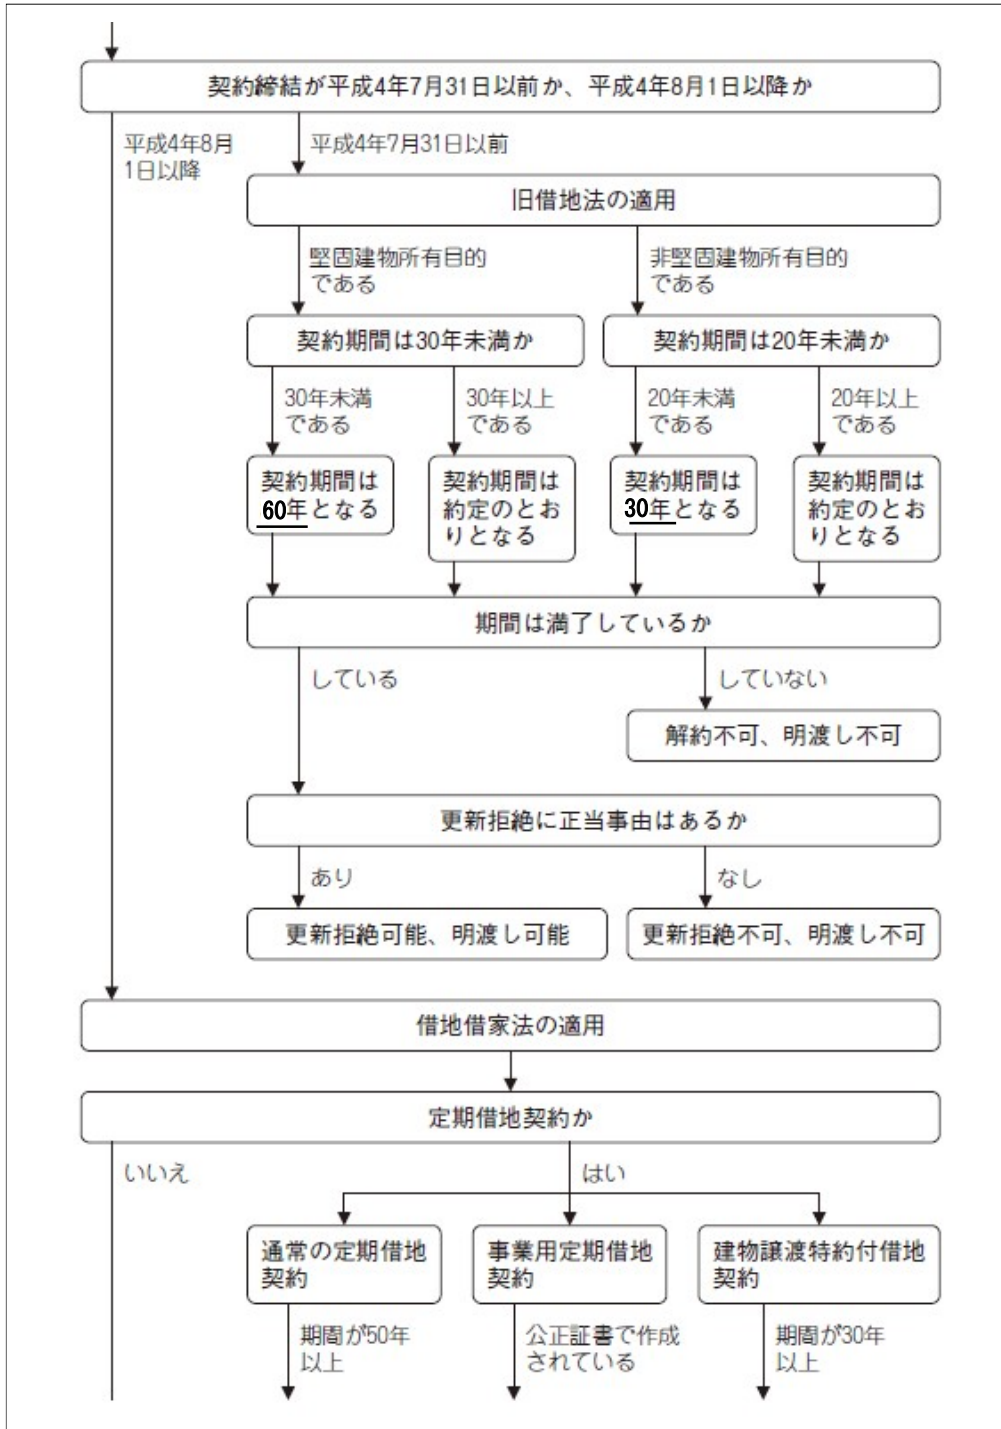 契約締結が平成4年7月31日以前か、平成4年8月1日以降か
平成4年8月
1日以降
平成4年7月31日以前
旧借地法の適用
堅固建物所有目的
である
非堅固建物所有目的
である
契約期間は30年未満か
契約期間は20年未満か
30年未満
である
30年以上
である
20年未満
である
20年以上
である
契約期間は
60年となる
契約期間は
約定のとお
りとなる
契約期間は
30年となる
契約期間は
約定のとお
りとなる
期間は満了しているか
している
していない
解約不可、明渡し不可
更新拒絶に正当事由はあるか
あり
なし
更新拒絶可能、明渡し可能
更新拒絶不可、明渡し不可
借地借家法の適用
定期借地契約か
いいえ
はい
通常の定期借地
契約
事業用定期借地
契約
建物譲渡特約付借地
契約
期間が50年
以上
公正証書で作成
されている
期間が30年
以上